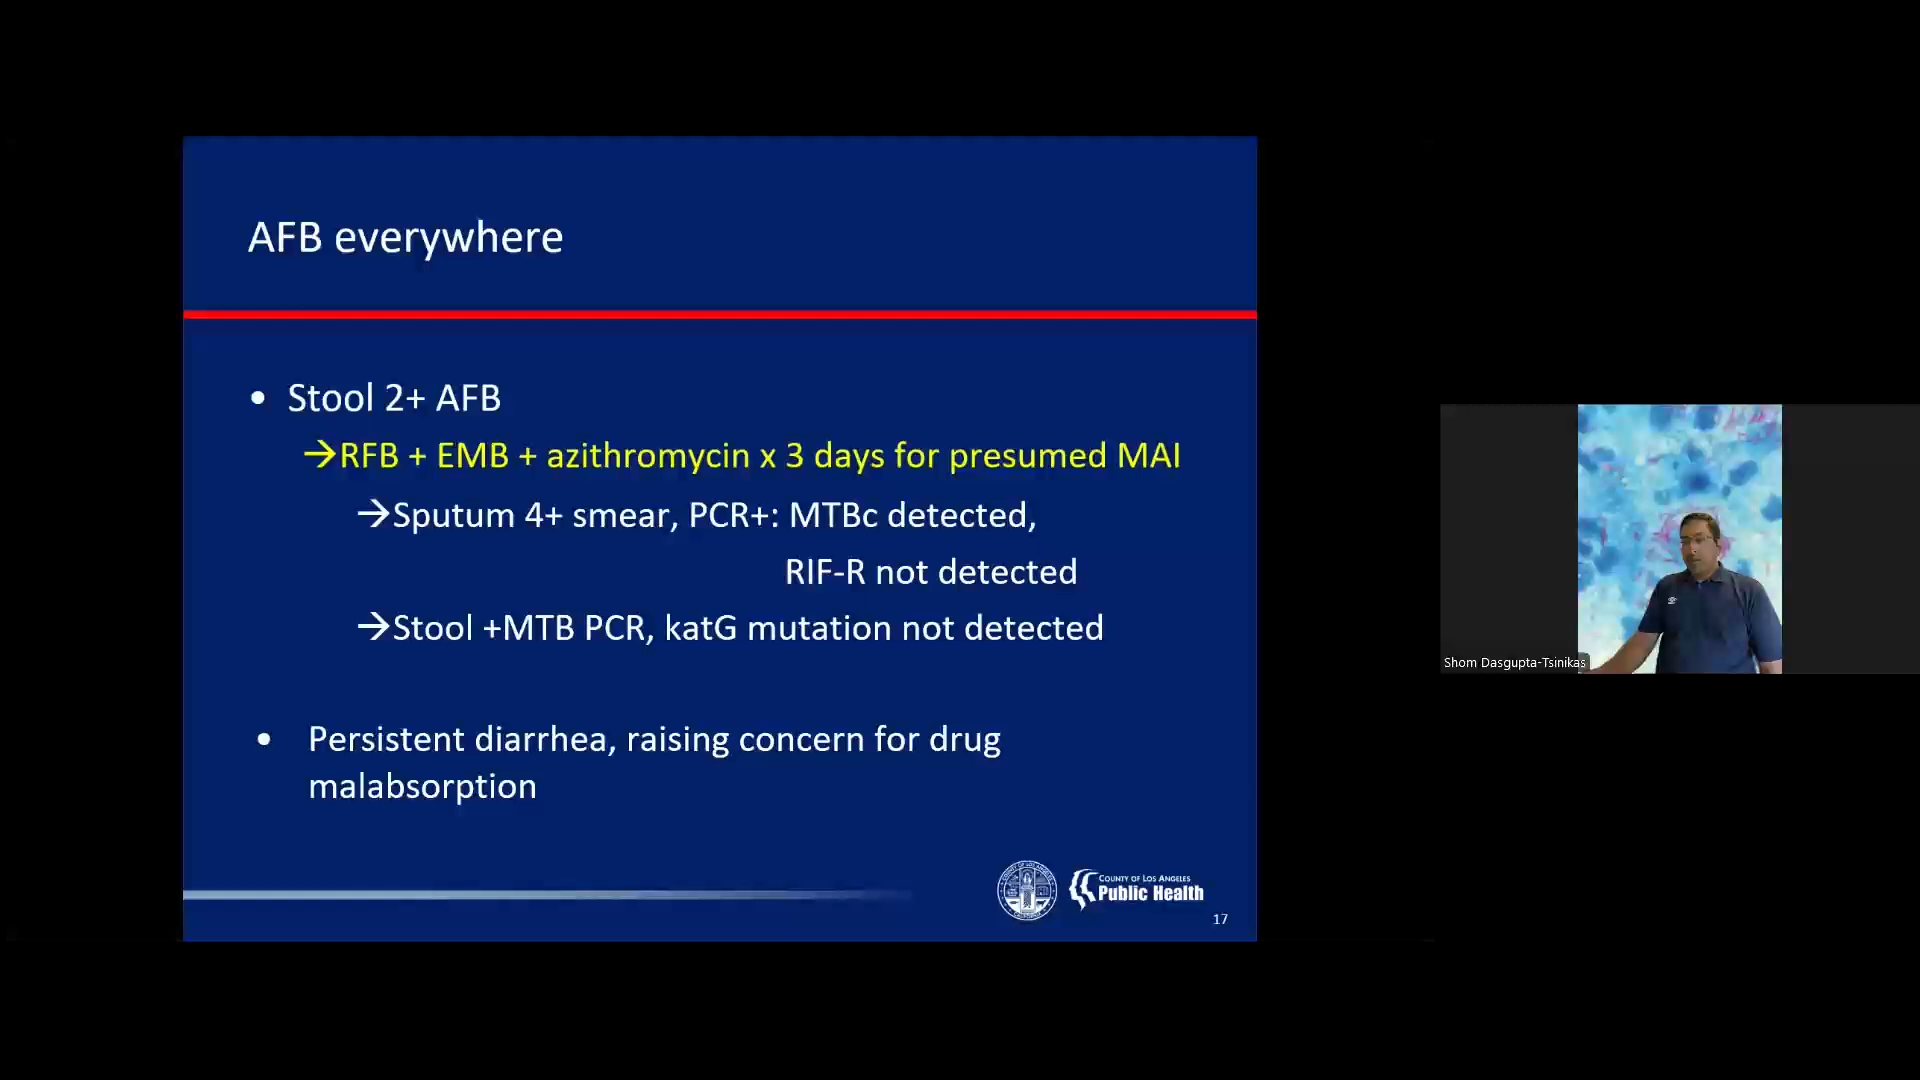 AFB everywhere
• Stool 2+ AFB
→RFB + EMB + azithromycin x 3 days for presumed MAI
→Sputum 4+ smear, PCR+: MTBc detected,
RIF-R not detected
→Stool +MTB PCR, katG mutation not detected
• Persistent diarrhea, raising concern for drug
malabsorption
County of Los Angeles
Public Health
17
Shom Dasgupta-Tsinikas